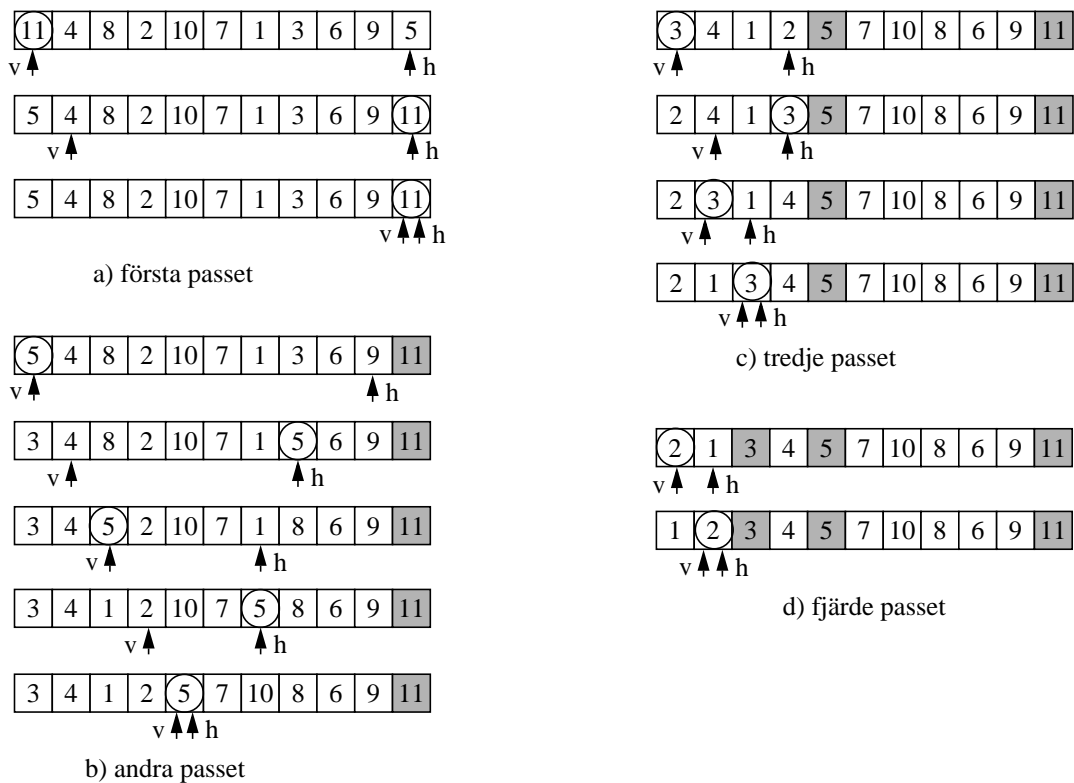 11 4 8 2 10 7 1 3 6 9 5
v h
5 4 8 2 10 7 1 3 6 9 11
v h
5 4 8 2 10 7 1 3 6 9 11
v h
a) första passet
5 4 8 2 10 7 1 3 6 9 11
v h
3 4 8 2 10 7 1 5 6 9 11
v h
3 4 5 2 10 7 1 8 6 9 11
v h
3 4 1 2 10 7 5 8 6 9 11
v h
3 4 1 2 5 7 10 8 6 9 11
v h
b) andra passet
3 4 1 2 5 7 10 8 6 9 11
v h
2 4 1 3 5 7 10 8 6 9 11
v h
2 3 1 4 5 7 10 8 6 9 11
v h
2 1 3 4 5 7 10 8 6 9 11
v h
c) tredje passet
2 1 3 4 5 7 10 8 6 9 11
v h
1 2 3 4 5 7 10 8 6 9 11
v h
d) fjärde passet